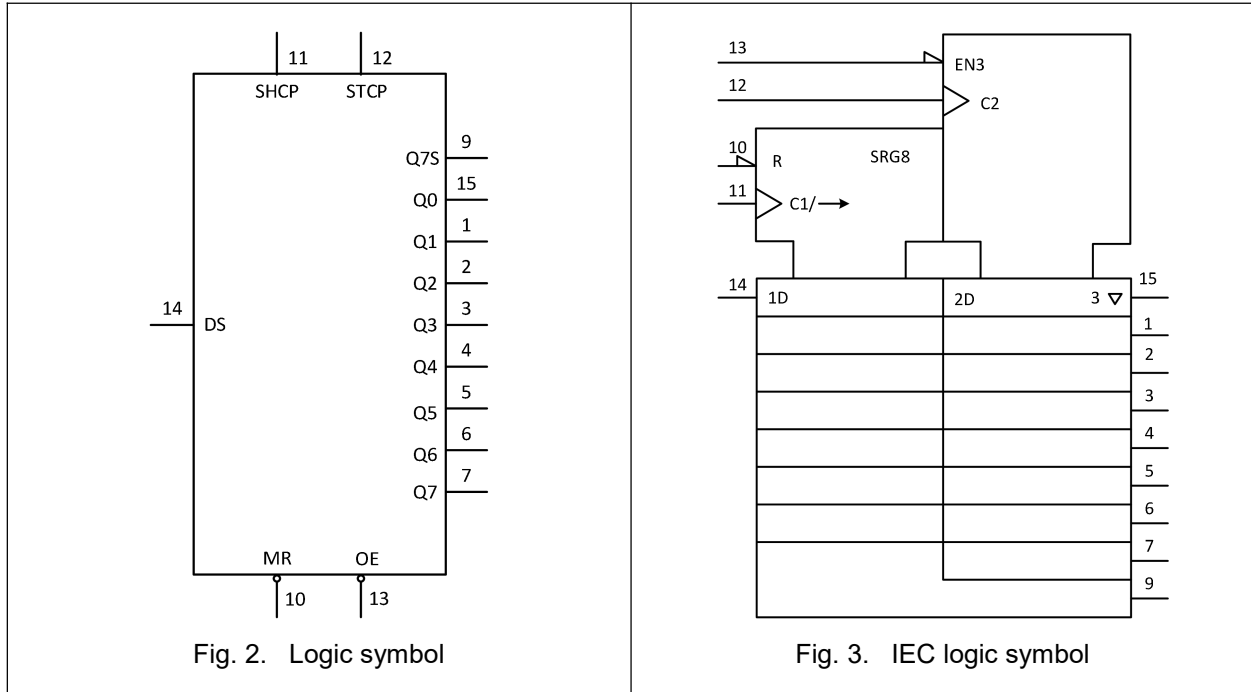 11 12
SHCP STCP
9
Q7S
15
Q0
1
Q1
2
Q2
3
Q3
14
DS
4
Q4
5
Q5
6
Q6
7
Q7
MR OE
10 13
Fig. 2. Logic symbol
13
EN3
12
C2
10
R SRG8
11
C1/
14 15
1D 2D 3
1
2
3
4
5
6
7
9
Fig. 3. IEC logic symbol